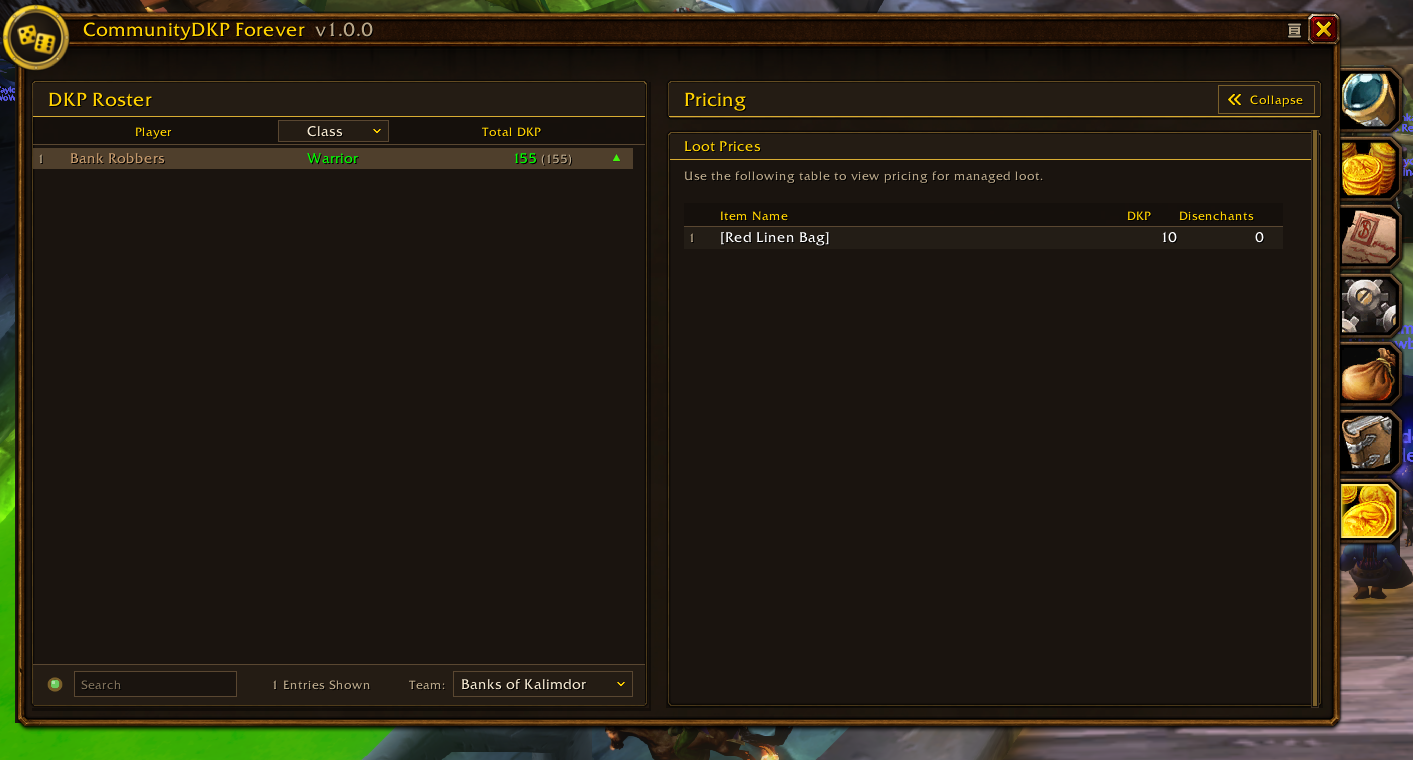 CommunityDKP Forever v1.0.0
DKP Roster
Player Class Total DKP
1 Bank Robbers Warrior 155 (155)
Search 1 Entries Shown Team: Banks of Kalimdor
Pricing
Collapse
Loot Prices
Use the following table to view pricing for managed loot.
Item Name DKP Disenchants
1 [Red Linen Bag] 10 0